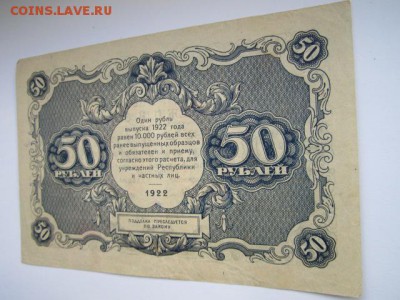 COINS.LAVE.RU
50
50
Один рубль
выпуска 1922 года
равен 10.000 рублей всех
ранее выпущенных образцов
и обязателен к приему,
согласно этого расчета, для
учреждений Республики
и частных лиц.
1922
50
РУБЛЕЙ
50
РУБЛЕЙ
ПОДДЕЛКА ПРЕСЛЕДУЕТСЯ
ПО ЗАКОНУ.
50
50